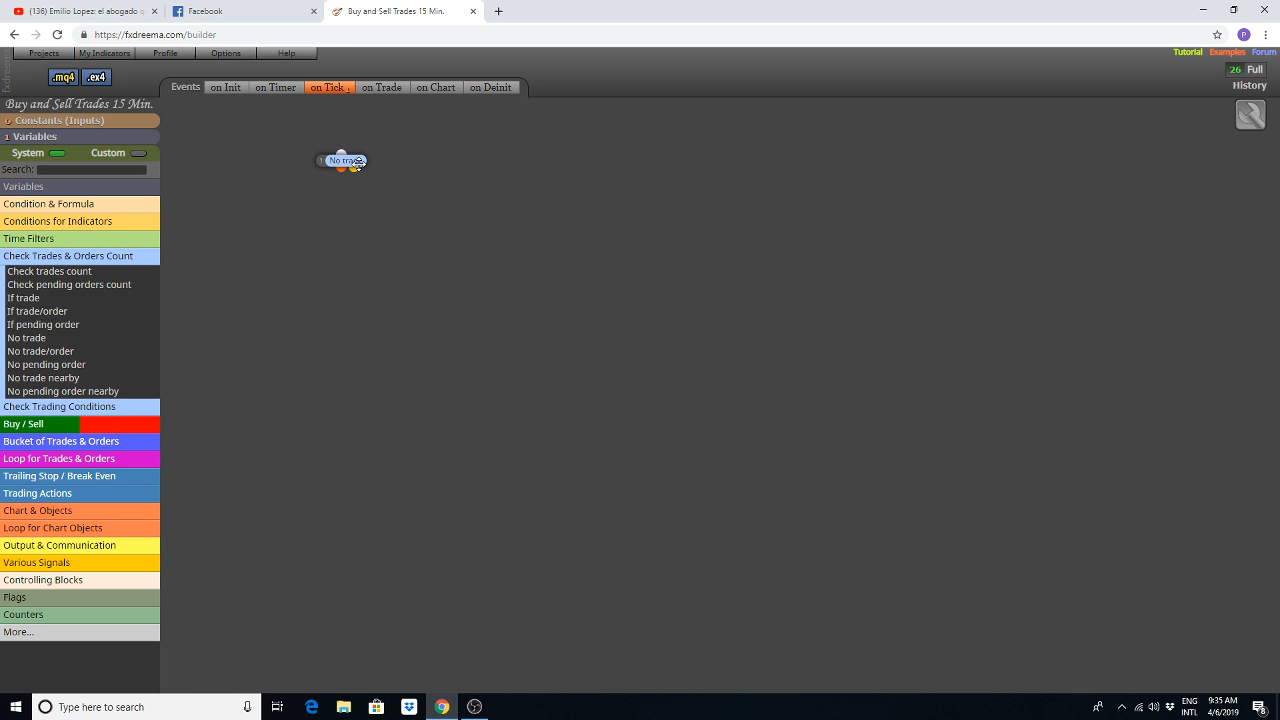 (136) Emilio Lopez: el abogado q
Facebook
Buy and Sell Trades 15 Min.
https://fxdreema.com/builder
P
Projects
My Indicators
Profile
Options
Help
Tutorial
Examples
Forum
fxdreema
.mq4
.ex4
26 Full
History
Events
on Init
on Timer
on Tick 1
on Trade
on Chart
on Deinit
Buy and Sell Trades 15 Min.
0 Constants (Inputs)
1 Variables
System
Custom
Search:
Variables
Condition & Formula
Conditions for Indicators
Time Filters
Check Trades & Orders Count
Check trades count
Check pending orders count
If trade
If trade/order
If pending order
No trade
No trade/order
No pending order
No trade nearby
No pending order nearby
Check Trading Conditions
Buy / Sell
Bucket of Trades & Orders
Loop for Trades & Orders
Trailing Stop / Break Even
Trading Actions
Chart & Objects
Loop for Chart Objects
Output & Communication
Various Signals
Controlling Blocks
Flags
Counters
More...
1 No trade
Type here to search
ENG
INTL
9:35 AM
4/6/2019
8